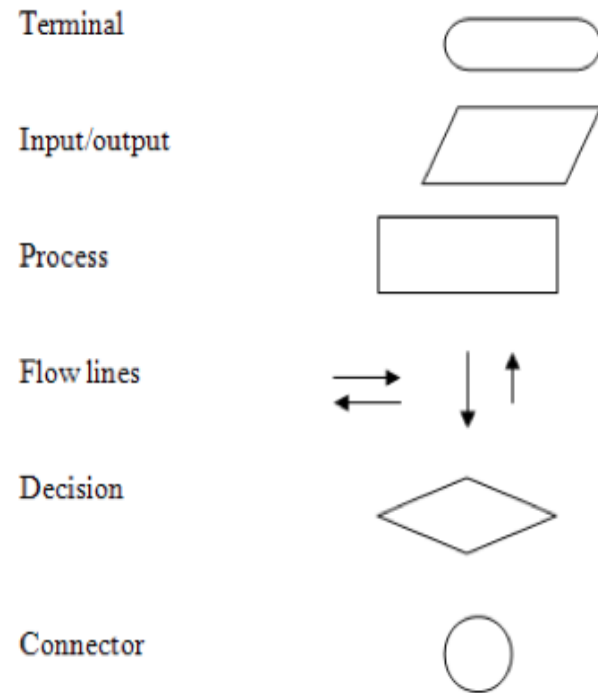 Terminal
Input/output
Process
Flow lines
Decision
Connector